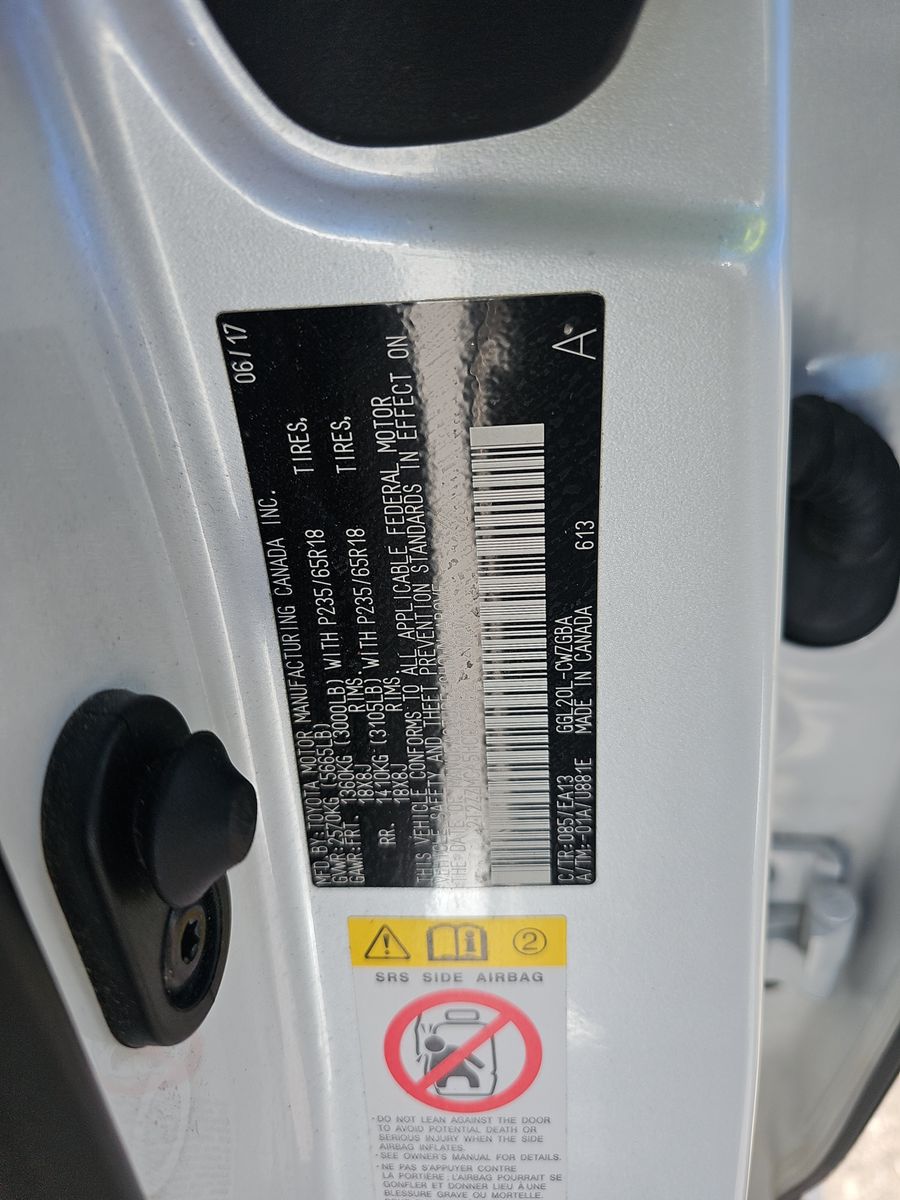 MFD BY: TOYOTA MOTOR MANUFACTURING CANADA INC. 06/17
GVWR: 2570KG (5665LB)
GAWR: FRT. 1360KG (3000LB) WITH P235/65R18 TIRES,
18X8J RIMS
RR. 1410KG (3105LB) WITH P235/65R18 TIRES,
18X8J RIMS
THIS VEHICLE CONFORMS TO ALL APPLICABLE FEDERAL MOTOR
VEHICLE SAFETY AND THEFT PREVENTION STANDARDS IN EFFECT ON
THE DATE OF
C/TR: 085/EA13 GGL20L-CWZGBA
A/TM: -01A/U881E MADE IN CANADA 613
A
2
SRS SIDE AIRBAG
- DO NOT LEAN AGAINST THE DOOR
TO AVOID POTENTIAL DEATH OR
SERIOUS INJURY WHEN THE SIDE
AIRBAG INFLATES.
- SEE OWNER'S MANUAL FOR DETAILS.
- NE PAS S'APPUYER CONTRE
LA PORTIERE ; L'AIRBAG POURRAIT SE
GONFLER ET DONNER LIEU À UNE
BLESSURE GRAVE OU MORTELLE.